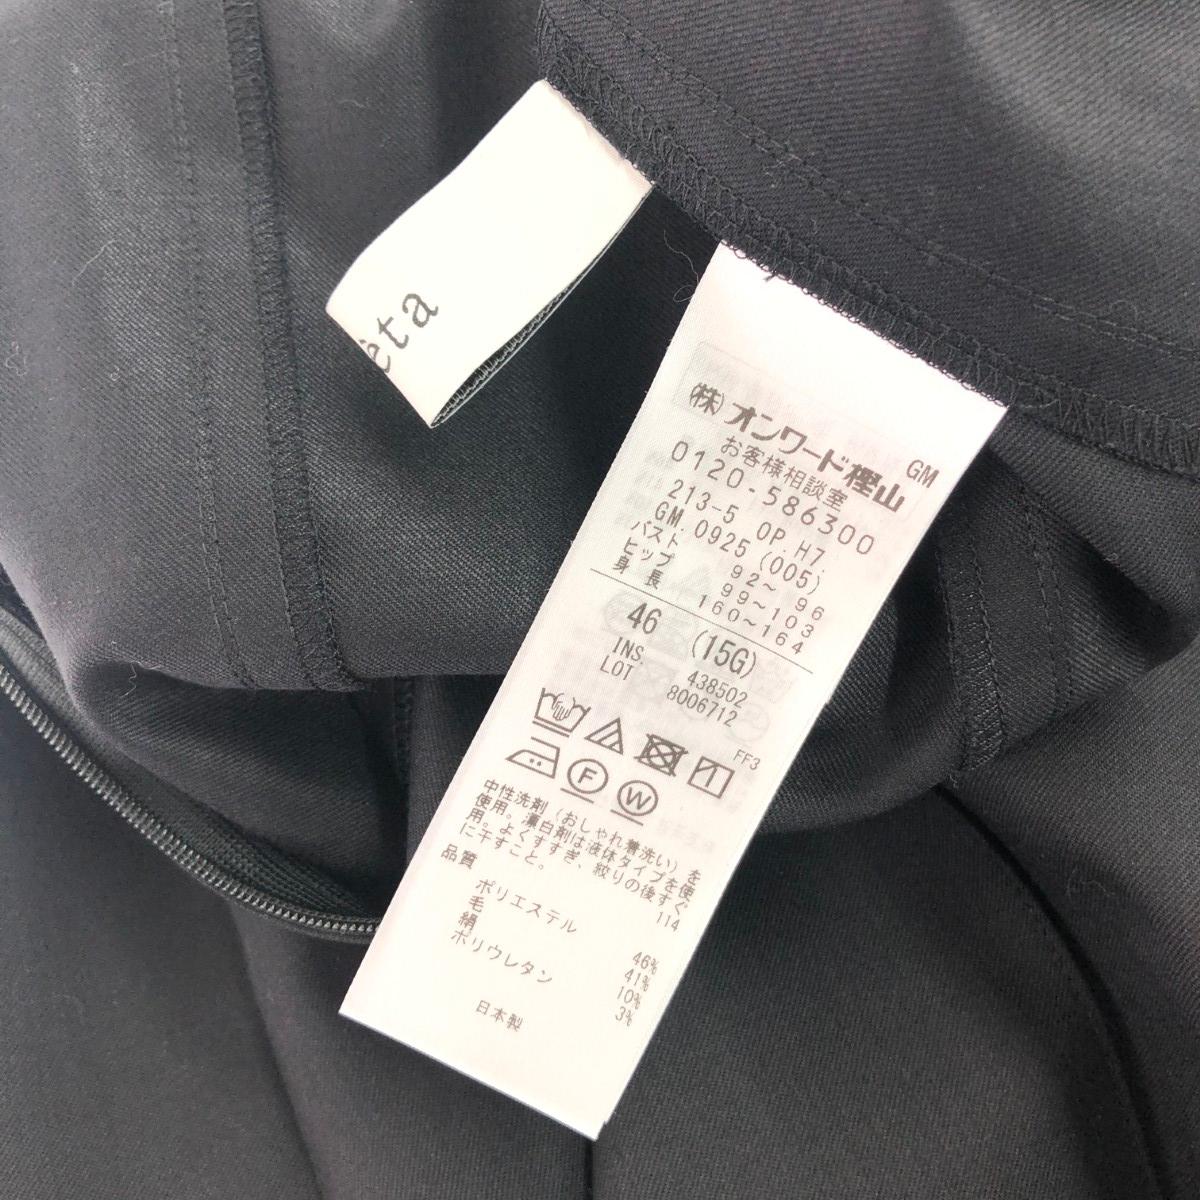 èta
㈱オンワード樫山 GM
お客様相談室
0120-586300
213-5 OP.H7.
GM.0925 (005)
バスト 92～ 96
ヒップ 99～103
身長 160～164
46 (15G)
INS. 438502
LOT 8006712
FF3
F W
中性洗剤(おしゃれ着洗い)を
使用。漂白剤は液体タイプを使
用。よくすすぎ、絞りの後すぐ
に干すこと。
114
品質
ポリエステル 46%
毛 41%
絹 10%
ポリウレタン 3%
日本製